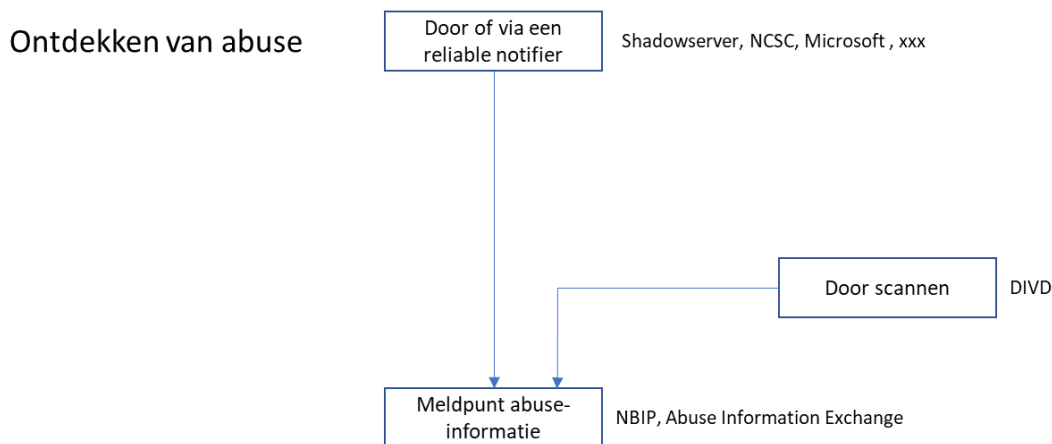 Ontdekken van abuse
Door of via een
reliable notifier
Shadowserver, NCSC, Microsoft , xxx
Door scannen
DIVD
Meldpunt abuse-
informatie
NBIP, Abuse Information Exchange